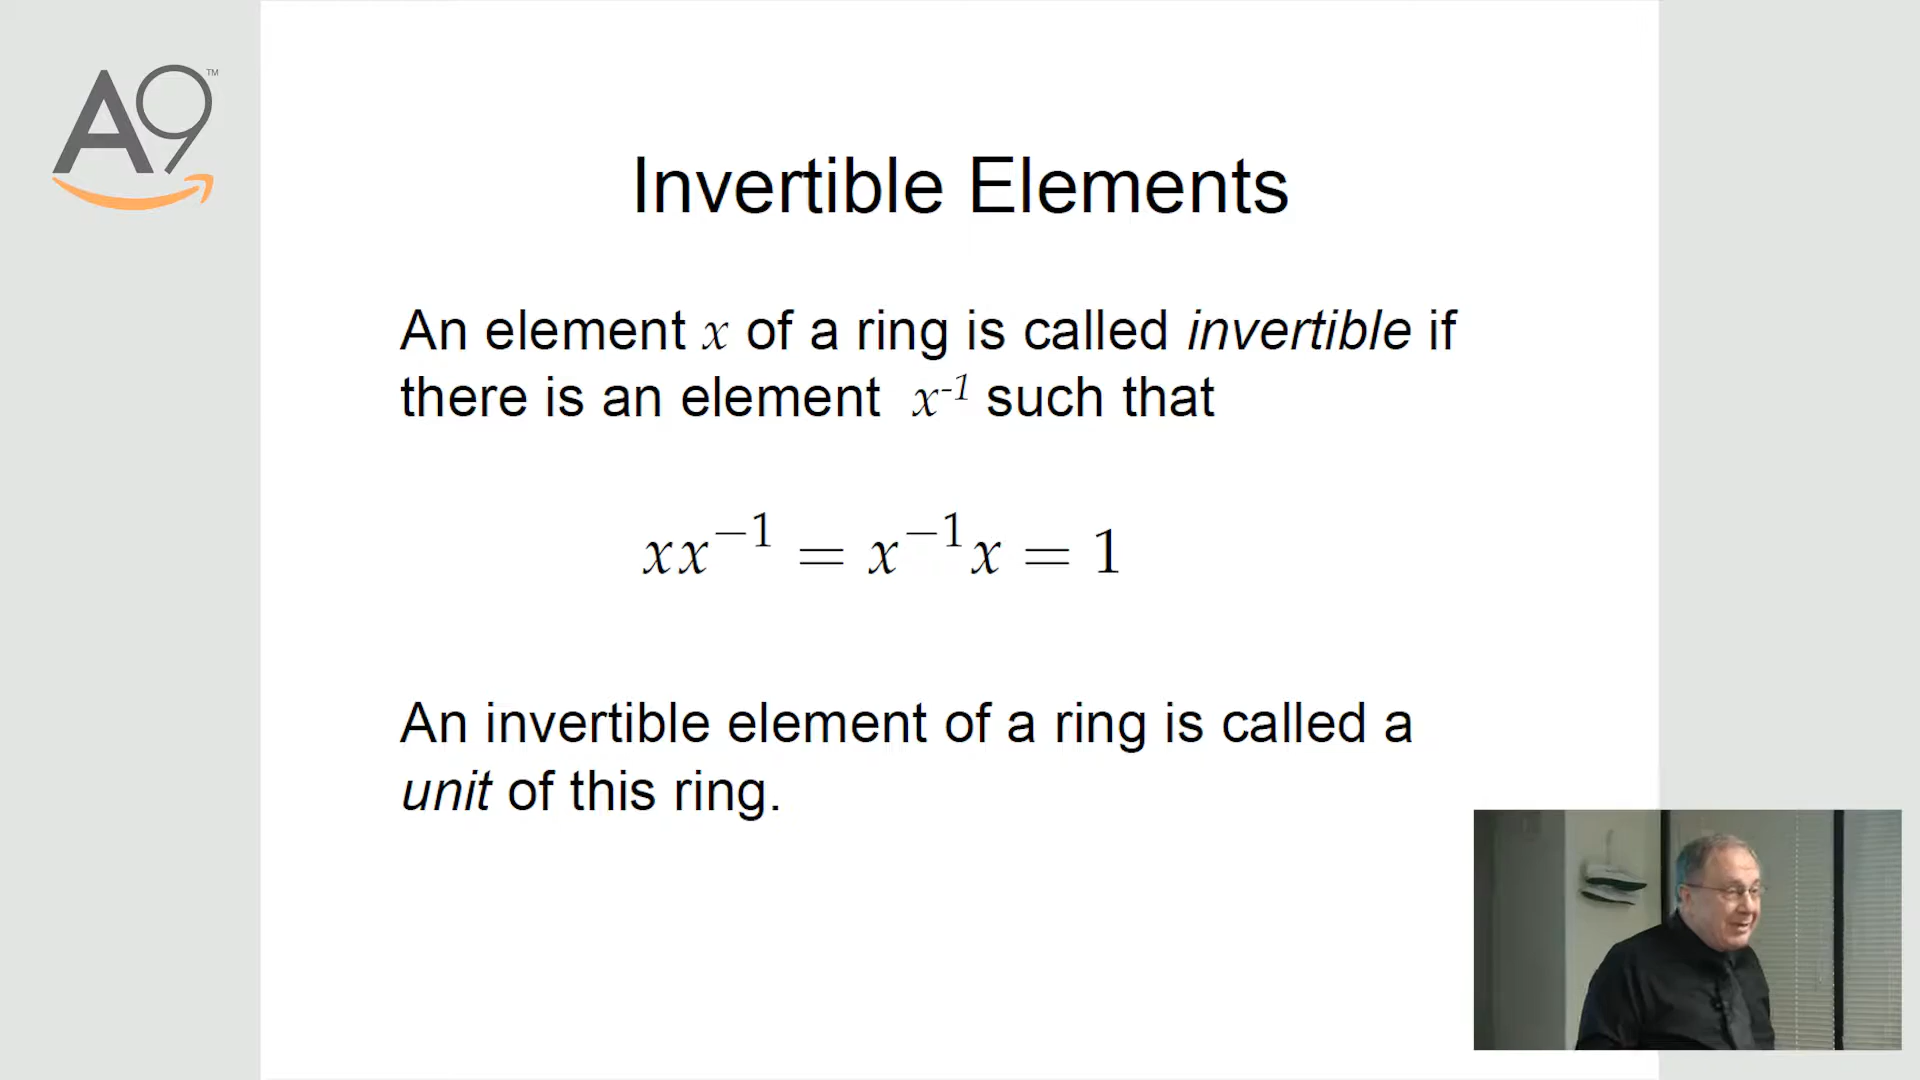 A9™
Invertible Elements
An element x of a ring is called invertible if
there is an element x⁻¹ such that
xx⁻¹ = x⁻¹x = 1
An invertible element of a ring is called a
unit of this ring.